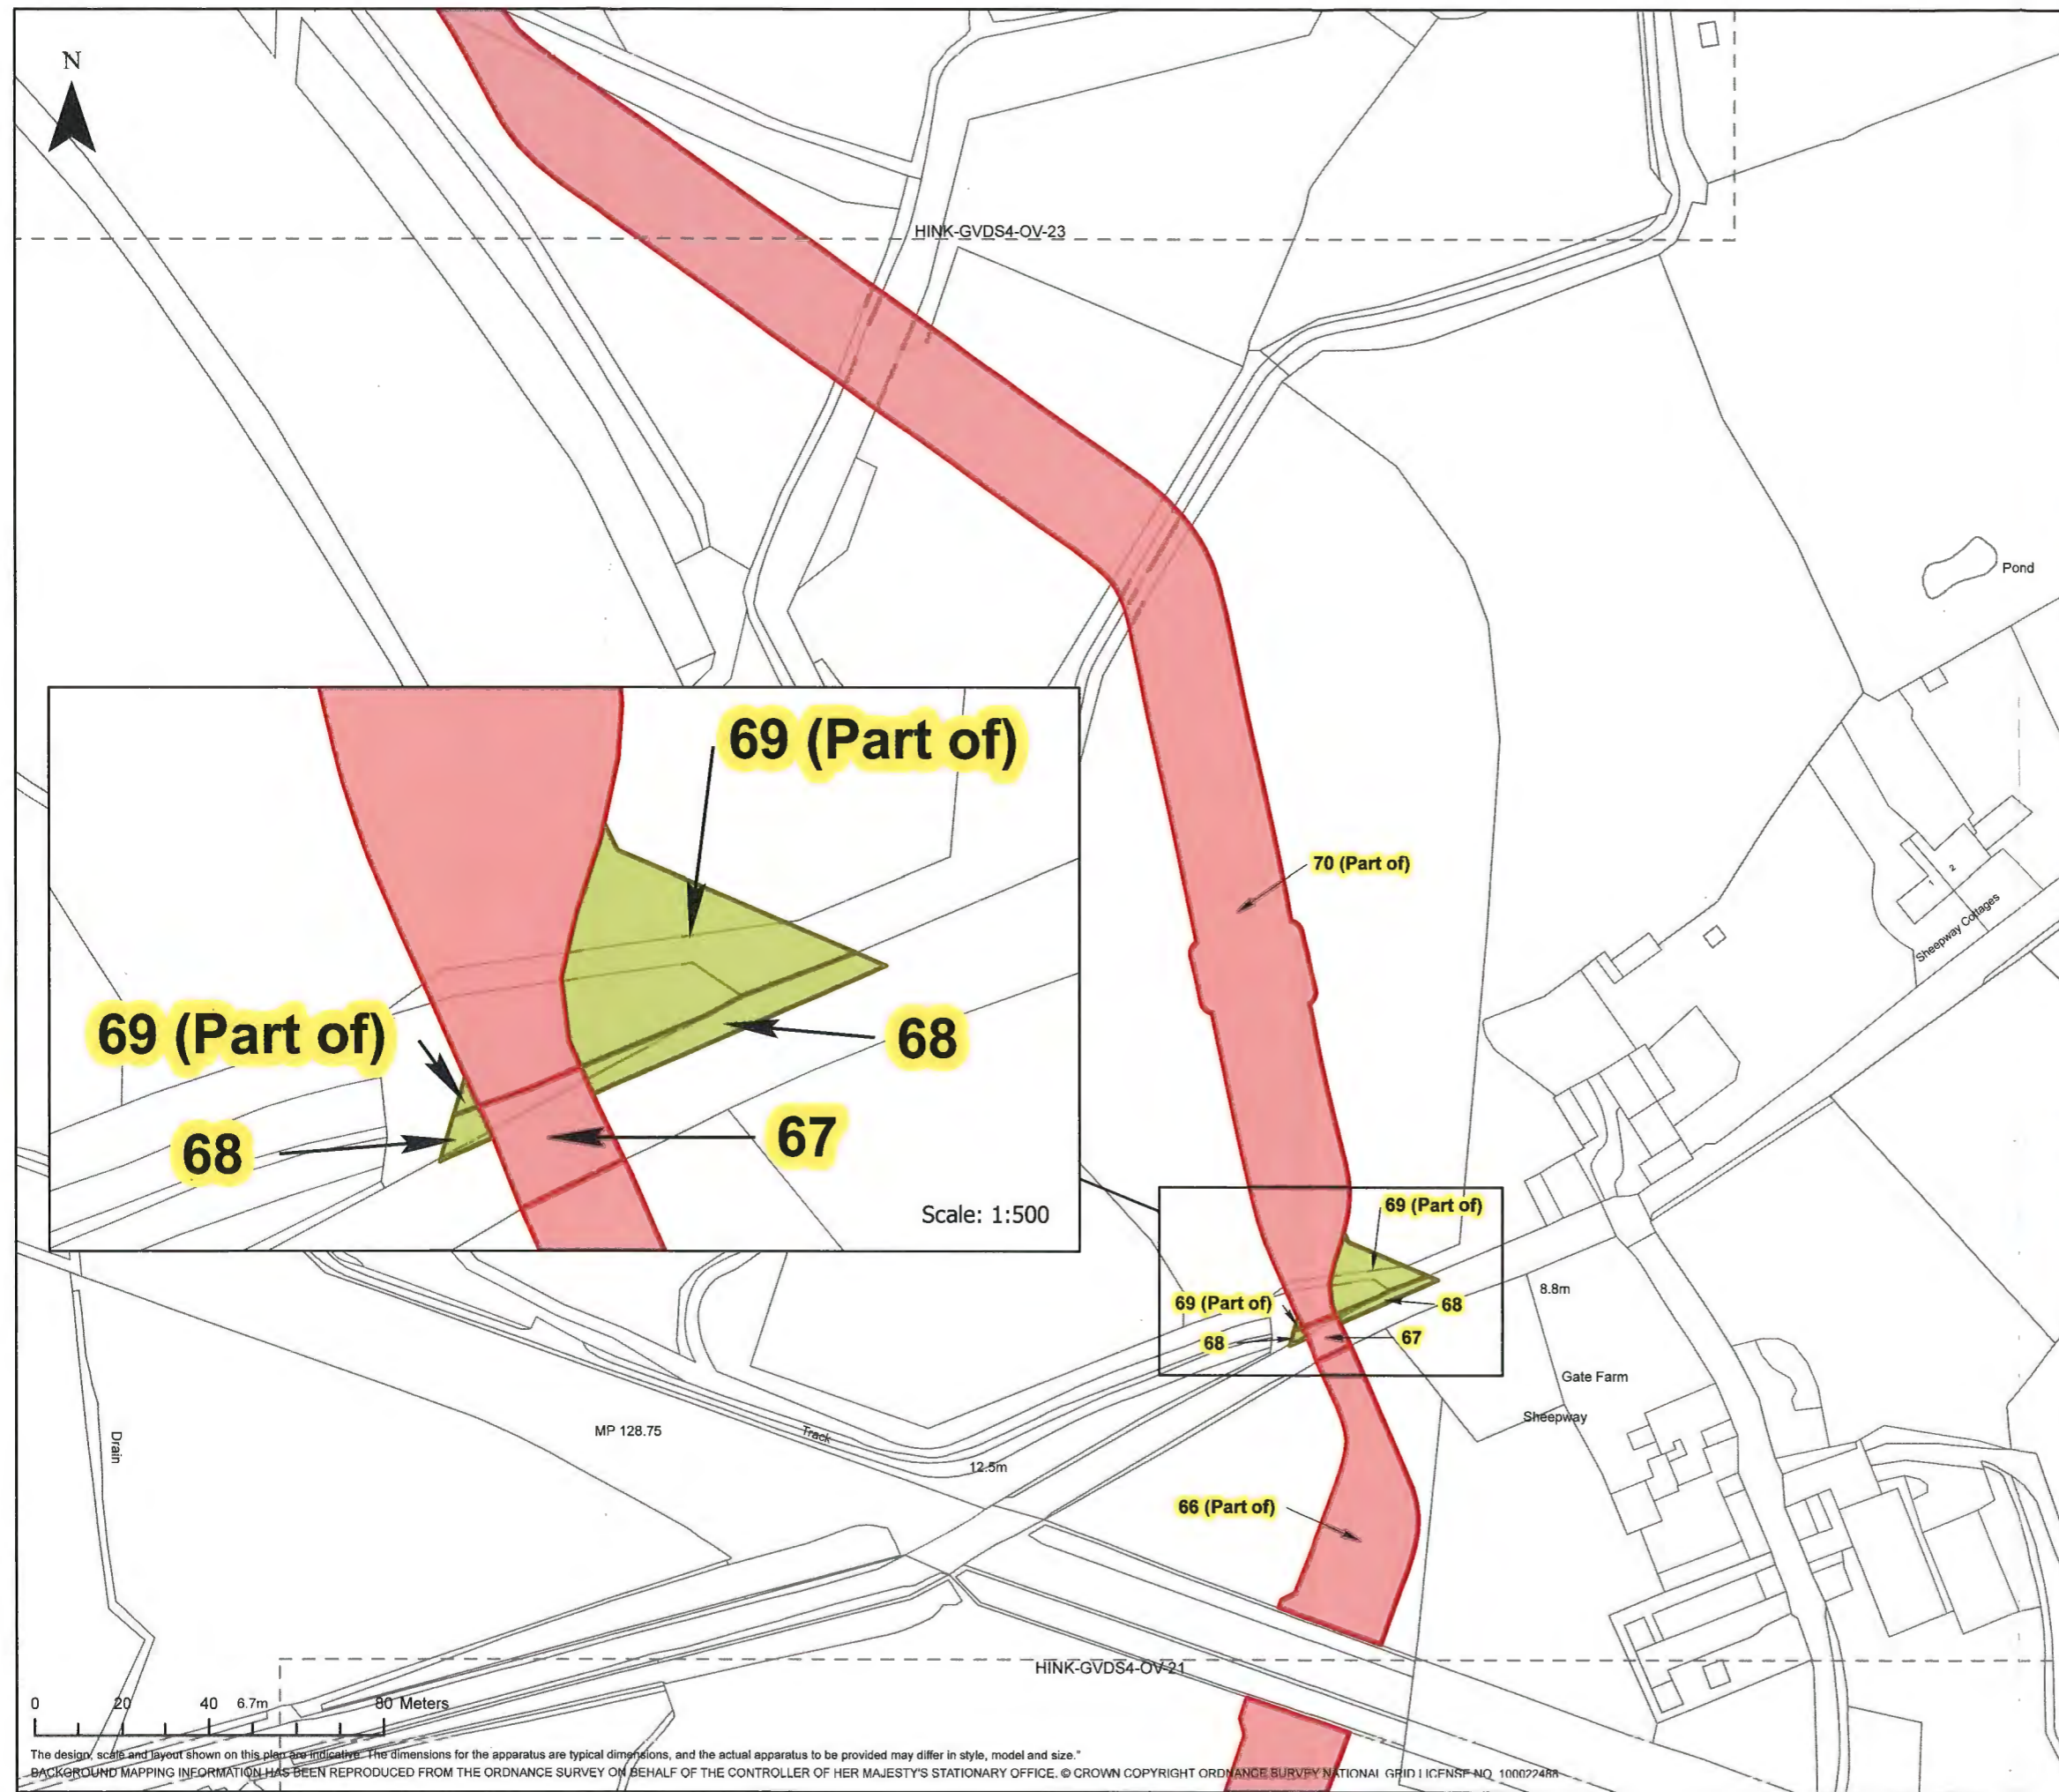 N
HINK-GVDS4-OV-23
Pond
69 (Part of)
70 (Part of)
1
2
Sheepway Cottages
69 (Part of)
68
68
67
Scale: 1:500
69 (Part of)
8.8m
69 (Part of)
68
68
67
Gate Farm
Sheepway
Drain
MP 128.75
Track
12.5m
66 (Part of)
HINK-GVDS4-OV-21
0 20 40 6.7m 80 Meters
The design, scale and layout shown on this plan are indicative. The dimensions for the apparatus are typical dimensions, and the actual apparatus to be provided may differ in style, model and size."
BACKGROUND MAPPING INFORMATION HAS BEEN REPRODUCED FROM THE ORDNANCE SURVEY ON BEHALF OF THE CONTROLLER OF HER MAJESTY'S STATIONARY OFFICE. © CROWN COPYRIGHT ORDNANCE SURVEY NATIONAL GRID LICENSE NO. 100022488